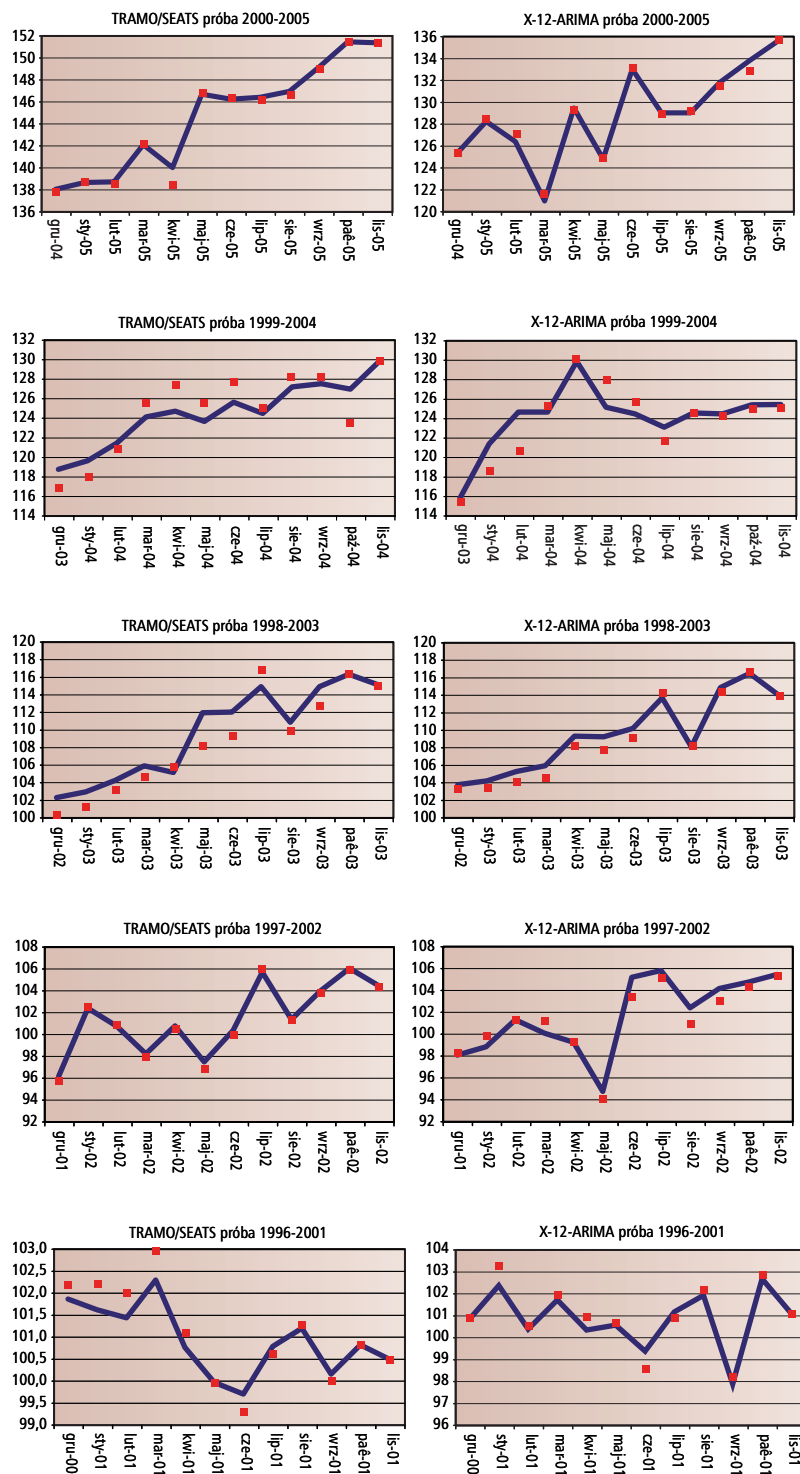 TRAMO/SEATS próba 2000-2005
152
150
148
146
144
142
140
138
136
gru-04
sty-05
lut-05
mar-05
kwi-05
maj-05
cze-05
lip-05
sie-05
wrz-05
paê-05
lis-05
X-12-ARIMA próba 2000-2005
136
134
132
130
128
126
124
122
120
gru-04
sty-05
lut-05
mar-05
kwi-05
maj-05
cze-05
lip-05
sie-05
wrz-05
paê-05
lis-05
TRAMO/SEATS próba 1999-2004
132
130
128
126
124
122
120
118
116
114
gru-03
sty-04
lut-04
mar-04
kwi-04
maj-04
cze-04
lip-04
sie-04
wrz-04
paź-04
lis-04
X-12-ARIMA próba 1999-2004
132
130
128
126
124
122
120
118
116
114
gru-03
sty-04
lut-04
mar-04
kwi-04
maj-04
cze-04
lip-04
sie-04
wrz-04
paź-04
lis-04
TRAMO/SEATS próba 1998-2003
120
118
116
114
112
110
108
106
104
102
100
gru-02
sty-03
lut-03
mar-03
kwi-03
maj-03
cze-03
lip-03
sie-03
wrz-03
paê-03
lis-03
X-12-ARIMA próba 1998-2003
120
118
116
114
112
110
108
106
104
102
100
gru-02
sty-03
lut-03
mar-03
kwi-03
maj-03
cze-03
lip-03
sie-03
wrz-03
paê-03
lis-03
TRAMO/SEATS próba 1997-2002
108
106
104
102
100
98
96
94
92
gru-01
sty-02
lut-02
mar-02
kwi-02
maj-02
cze-02
lip-02
sie-02
wrz-02
paê-02
lis-02
X-12-ARIMA próba 1997-2002
108
106
104
102
100
98
96
94
92
gru-01
sty-02
lut-02
mar-02
kwi-02
maj-02
cze-02
lip-02
sie-02
wrz-02
paê-02
lis-02
TRAMO/SEATS próba 1996-2001
103,0
102,5
102,0
101,5
101,0
100,5
100,0
99,5
99,0
gru-00
sty-01
lut-01
mar-01
kwi-01
maj-01
cze-01
lip-01
sie-01
wrz-01
paê-01
lis-01
X-12-ARIMA próba 1996-2001
104
103
102
101
100
99
98
97
96
gru-00
sty-01
lut-01
mar-01
kwi-01
maj-01
cze-01
lip-01
sie-01
wrz-01
paê-01
lis-01